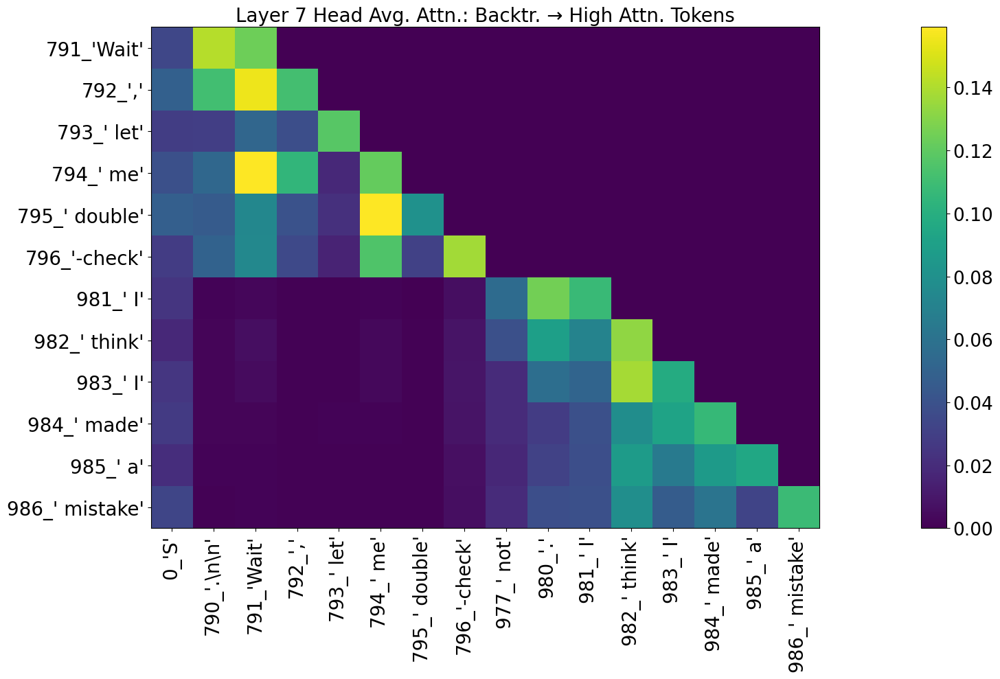 Layer 7 Head Avg. Attn.: Backtr. → High Attn. Tokens
791_'Wait'
792_','
793_' let'
794_' me'
795_' double'
796_'-check'
981_' I'
982_' think'
983_' I'
984_' made'
985_' a'
986_' mistake'
0_'S'
790_'.\n\n'
791_'Wait'
792_','
793_' let'
794_' me'
795_' double'
796_'-check'
977_' not'
980_'.'
981_' I'
982_' think'
983_' I'
984_' made'
985_' a'
986_' mistake'
0.14
0.12
0.10
0.08
0.06
0.04
0.02
0.00